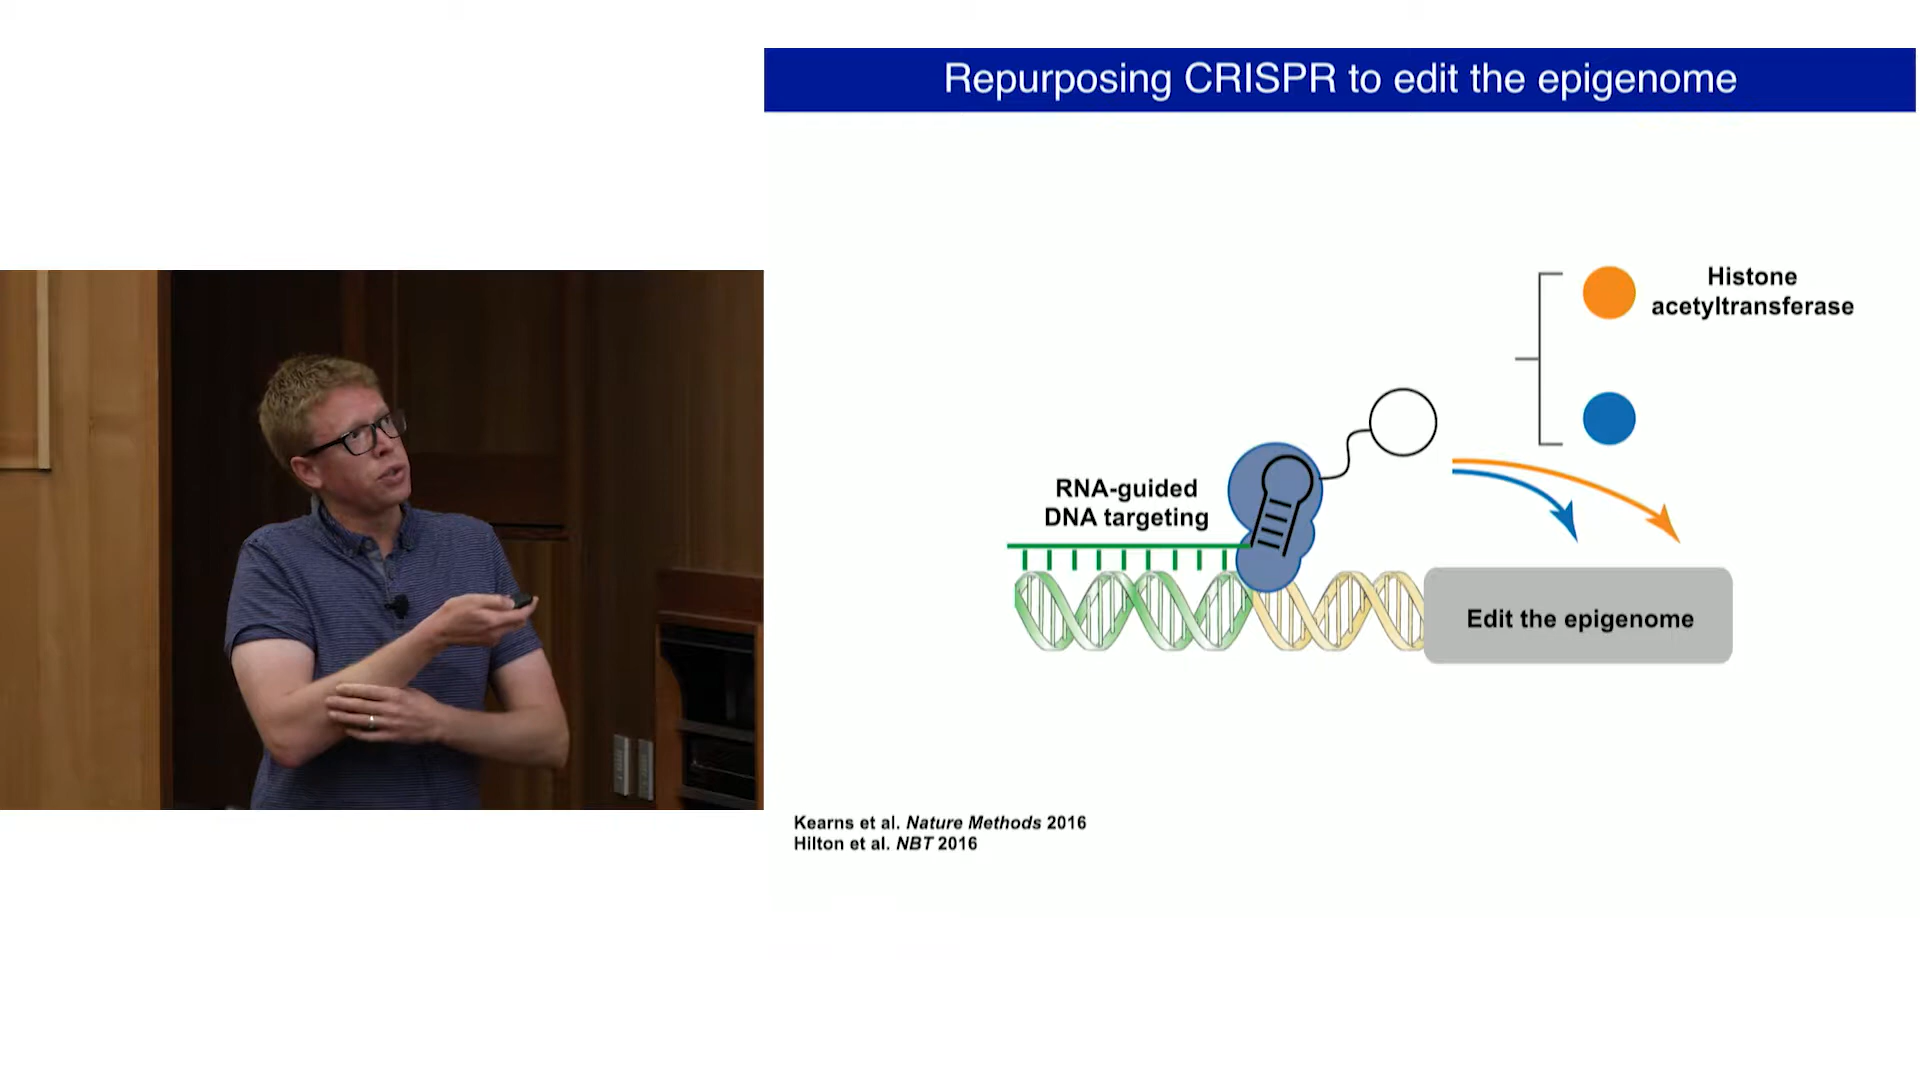 Repurposing CRISPR to edit the epigenome
Histone
acetyltransferase
RNA-guided
DNA targeting
Edit the epigenome
Kearns et al. Nature Methods 2016
Hilton et al. NBT 2016